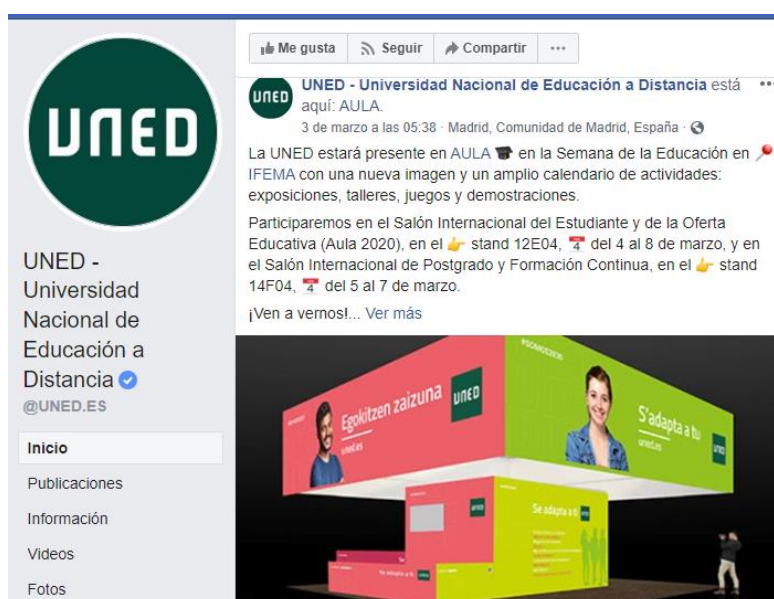 UNED
UNED -
Universidad
Nacional de
Educación a
Distancia
@UNED.ES
Inicio
Publicaciones
Información
Videos
Fotos
Me gusta
Seguir
Compartir
UNED
UNED - Universidad Nacional de Educación a Distancia está
aquí: AULA.
3 de marzo a las 05:38 · Madrid, Comunidad de Madrid, España ·
La UNED estará presente en AULA 🎓 en la Semana de la Educación en 📍
IFEMA con una nueva imagen y un amplio calendario de actividades:
exposiciones, talleres, juegos y demostraciones.
Participaremos en el Salón Internacional del Estudiante y de la Oferta
Educativa (Aula 2020), en el 👉 stand 12E04, 📅 del 4 al 8 de marzo, y en
el Salón Internacional de Postgrado y Formación Continua, en el 👉 stand
14F04, 📅 del 5 al 7 de marzo.
¡Ven a vernos!... Ver más
#SOMOS2030
Egokitzen zaizuna
uned.es
UNED
S'adapta a tu
uned.es
Se adapta a ti